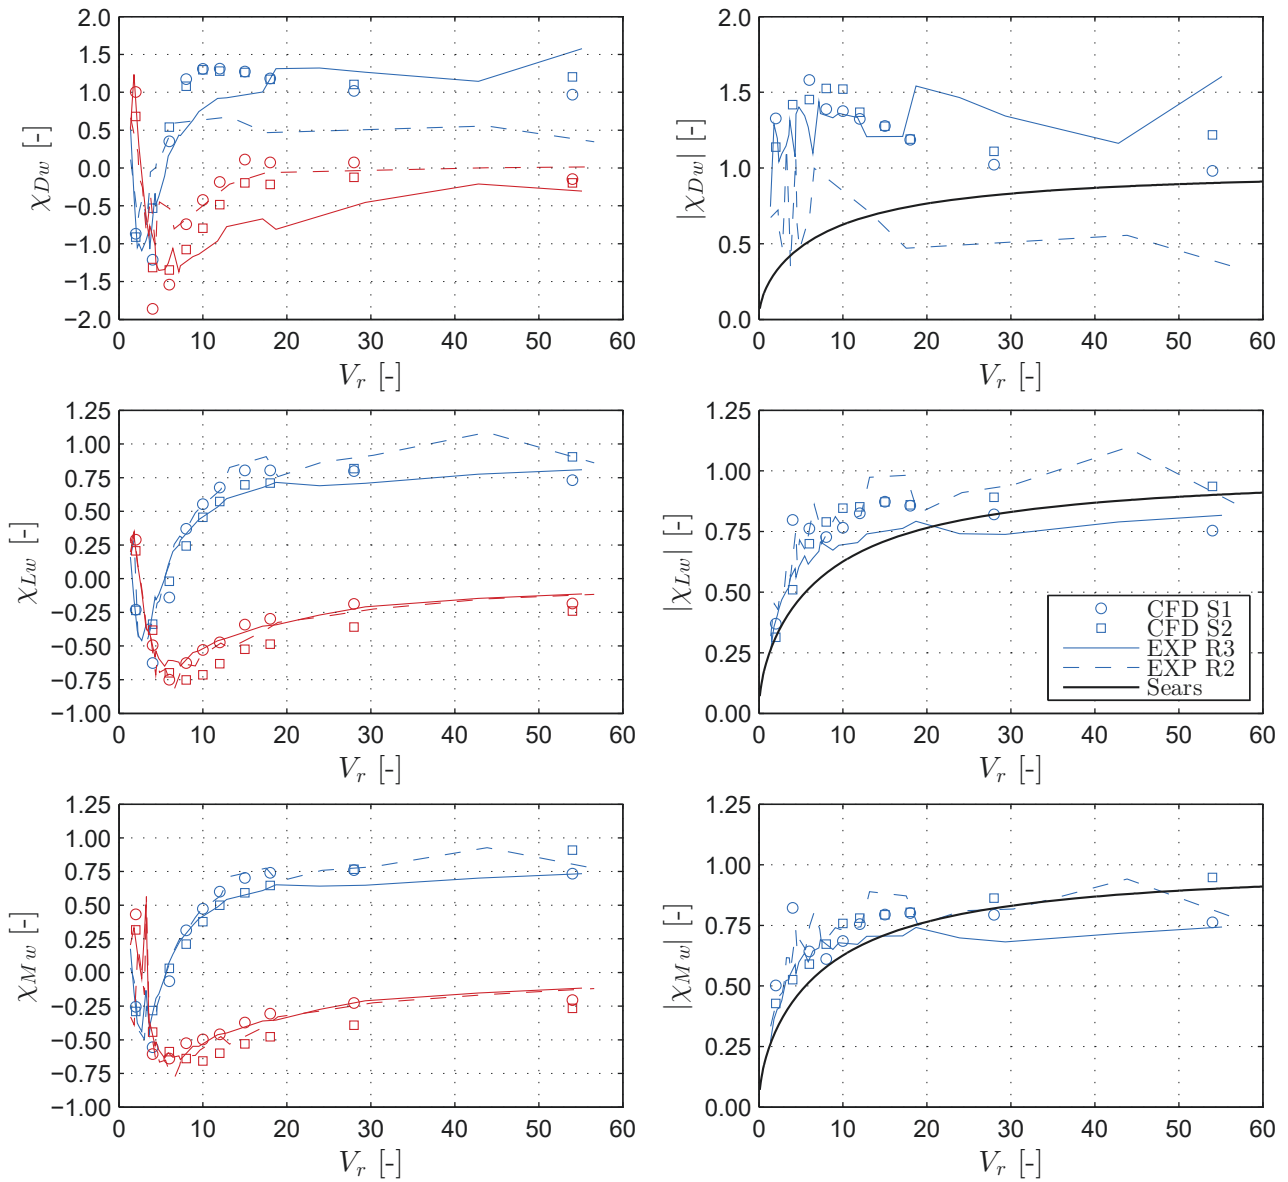 2.0
1.5
1.0
0.5
0.0
−0.5
−1.0
−1.5
−2.0
χDw [-]
0 10 20 30 40 50 60
Vr [-]
2.0
1.5
1.0
0.5
0.0
|χDw| [-]
0 10 20 30 40 50 60
Vr [-]
1.25
1.00
0.75
0.50
0.25
0.00
−0.25
−0.50
−0.75
−1.00
χLw [-]
0 10 20 30 40 50 60
Vr [-]
1.25
1.00
0.75
0.50
0.25
0.00
|χLw| [-]
CFD S1
CFD S2
EXP R3
EXP R2
Sears
0 10 20 30 40 50 60
Vr [-]
1.25
1.00
0.75
0.50
0.25
0.00
−0.25
−0.50
−0.75
−1.00
χMw [-]
0 10 20 30 40 50 60
Vr [-]
1.25
1.00
0.75
0.50
0.25
0.00
|χMw| [-]
0 10 20 30 40 50 60
Vr [-]